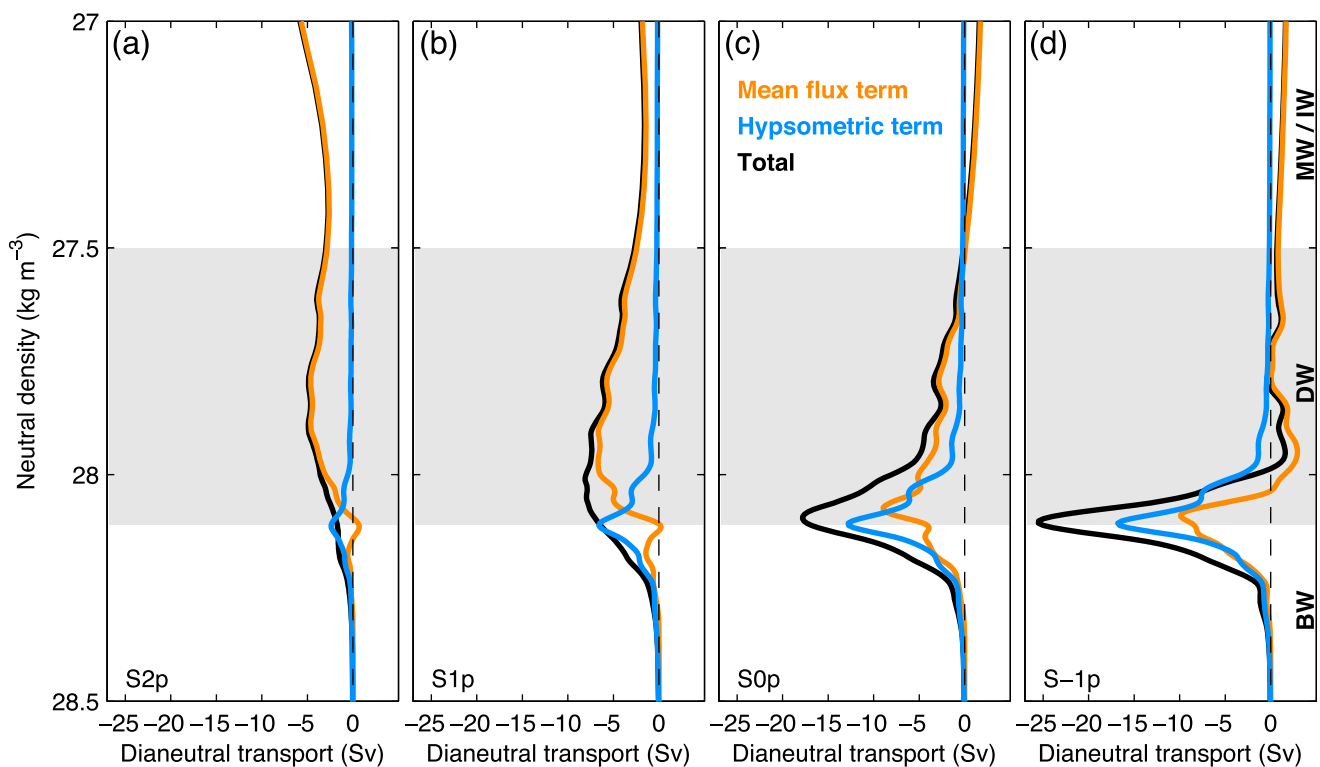 (a)
(b)
(c)
(d)
27
27.5
28
28.5
Neutral density (kg m−3)
Mean flux term
Hypsometric term
Total
MW / IW
DW
BW
S2p
S1p
S0p
S−1p
−25 −20 −15 −10 −5 0
−25 −20 −15 −10 −5 0
−25 −20 −15 −10 −5 0
−25 −20 −15 −10 −5 0
Dianeutral transport (Sv)
Dianeutral transport (Sv)
Dianeutral transport (Sv)
Dianeutral transport (Sv)